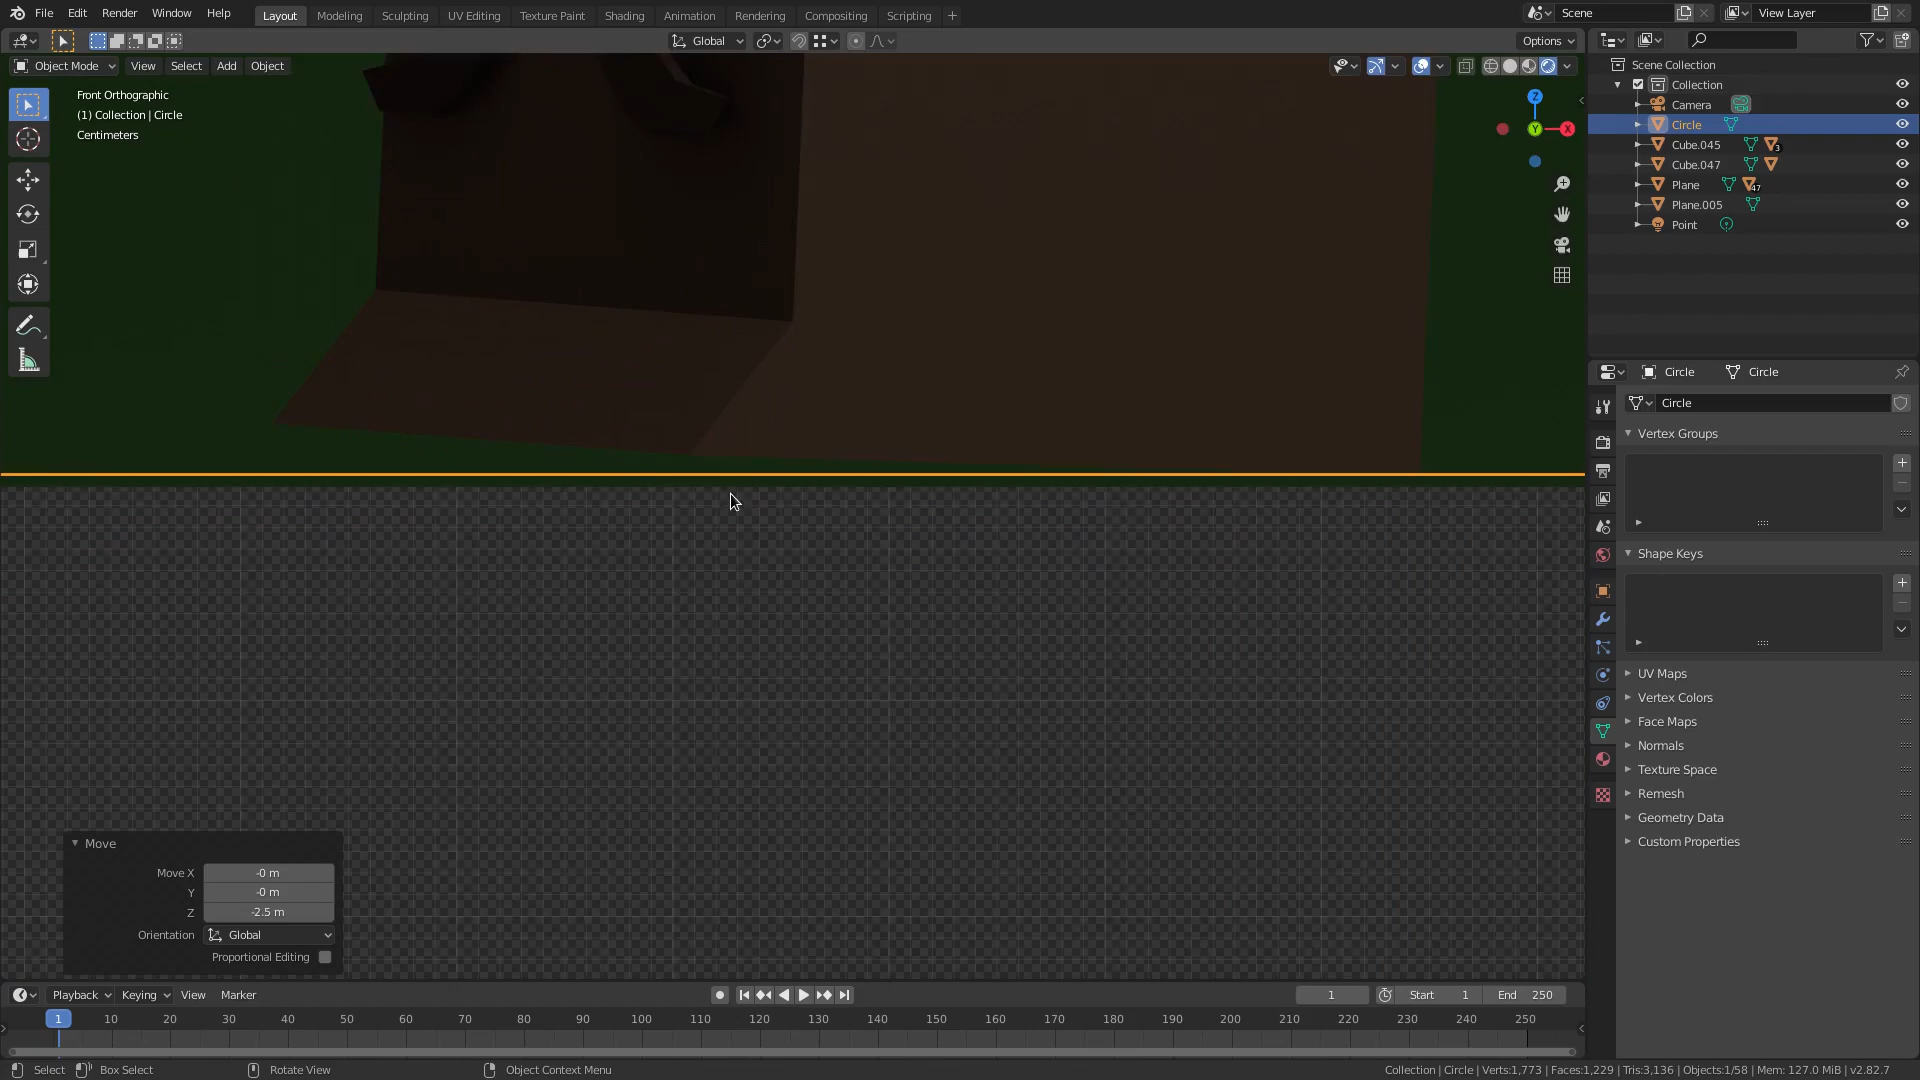 File Edit Render Window Help
Layout Modeling Sculpting UV Editing Texture Paint Shading Animation Rendering Compositing Scripting +
Scene
View Layer
Global
Options
Object Mode View Select Add Object
Front Orthographic
(1) Collection | Circle
Centimeters
Z
Y
X
Scene Collection
Collection
Camera
Circle
Cube.045 3
Cube.047
Plane 47
Plane.005
Point
Circle Circle
Circle
Vertex Groups
Shape Keys
UV Maps
Vertex Colors
Face Maps
Normals
Texture Space
Remesh
Geometry Data
Custom Properties
Move
Move X -0 m
Y -0 m
Z -2.5 m
Orientation Global
Proportional Editing
Playback Keying View Marker
1 Start 1 End 250
1 10 20 30 40 50 60 70 80 90 100 110 120 130 140 150 160 170 180 190 200 210 220 230 240 250
Select Box Select Rotate View Object Context Menu
Collection | Circle | Verts:1,773 | Faces:1,229 | Tris:3,136 | Objects:1/58 | Mem: 127.0 MiB | v2.82.7